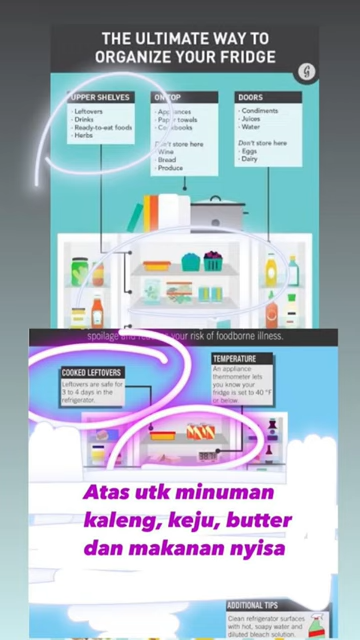 THE ULTIMATE WAY TO
ORGANIZE YOUR FRIDGE
G
UPPER SHELVES
• Leftovers
• Drinks
• Ready-to-eat foods
• Herbs
ON TOP
• Appliances
• Paper towels
• Cookbooks
Don't store here
• Wine
• Bread
• Produce
DOORS
• Condiments
• Juices
• Water
Don't store here
• Eggs
• Dairy
spoilage and your risk of foodborne illness.
COOKED LEFTOVERS
Leftovers are safe for
3 to 4 days in the
refrigerator.
TEMPERATURE
An appliance
thermometer lets
you know your
fridge is set to 40 °F
or below.
Atas utk minuman
kaleng, keju, butter
dan makanan nyisa
ADDITIONAL TIPS
Clean refrigerator surfaces
with hot, soapy water and
diluted bleach solution.